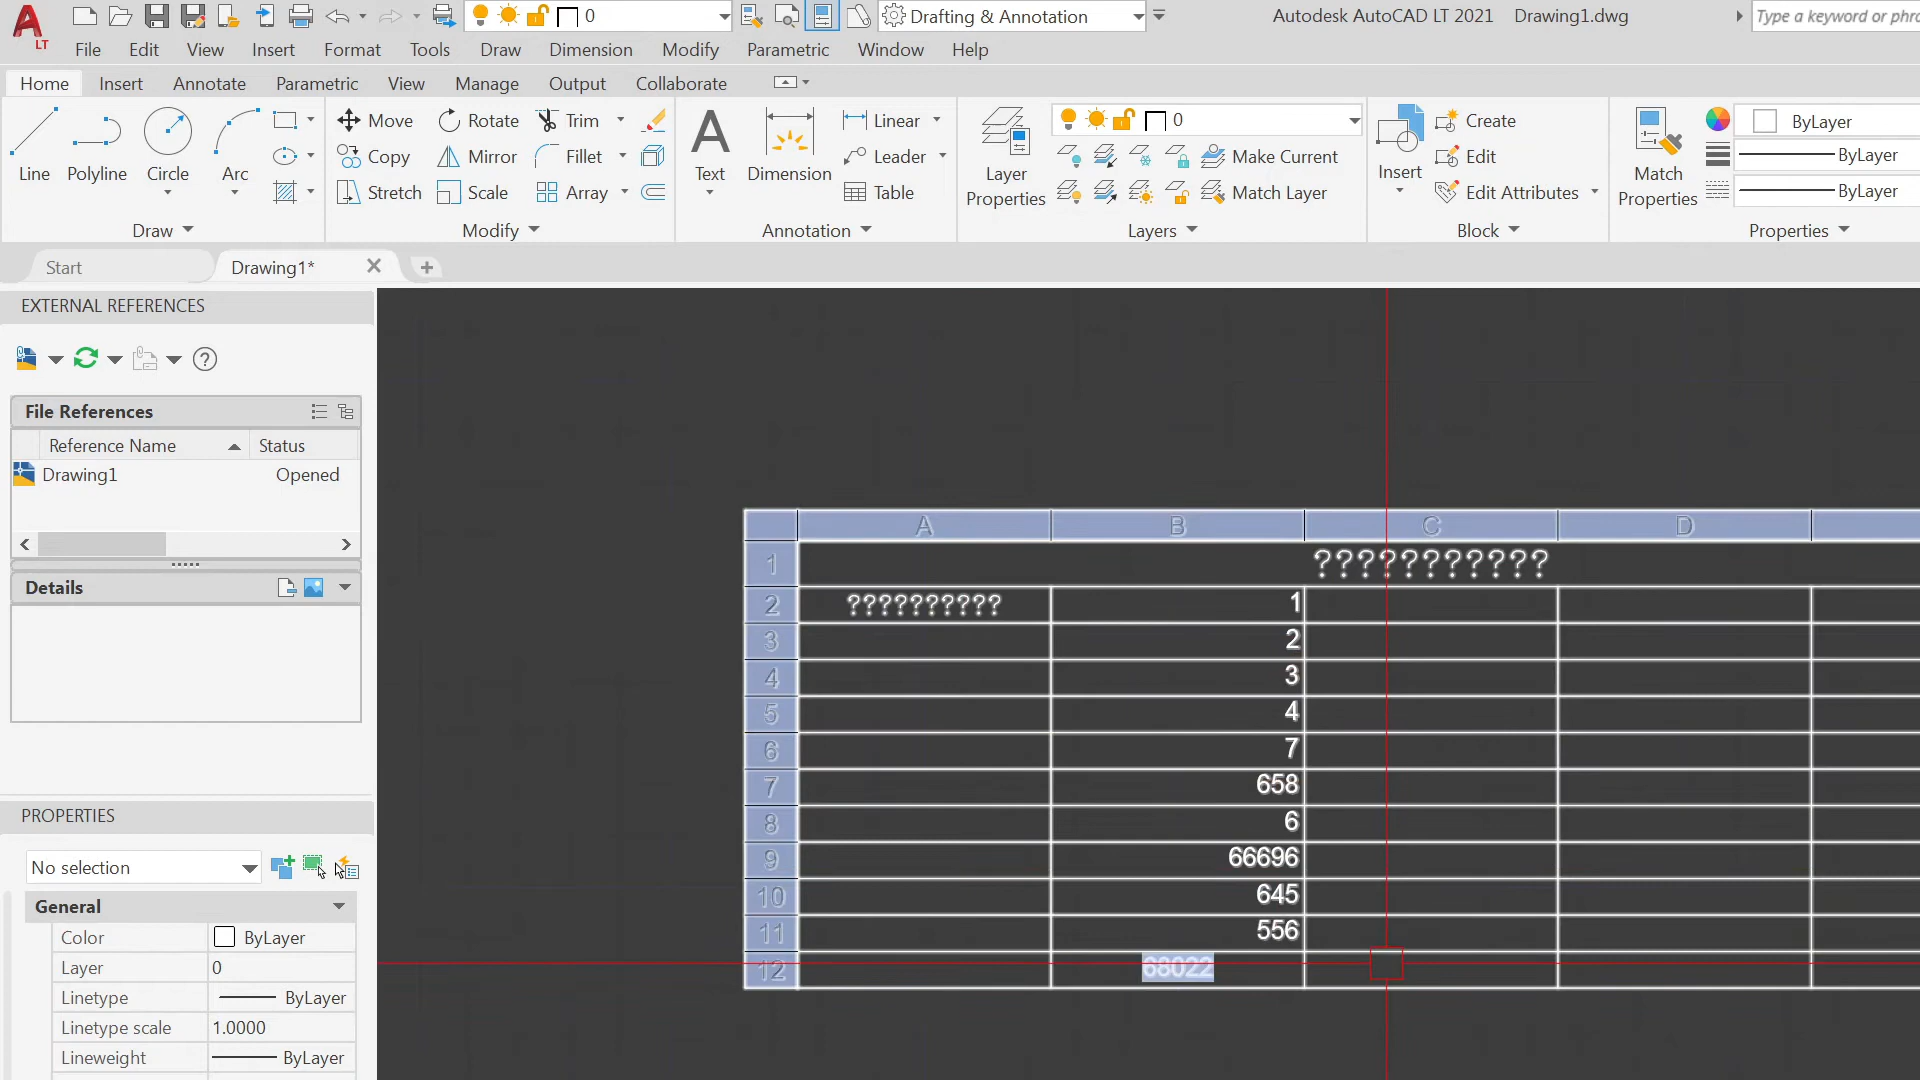 LT
0
Drafting & Annotation
Autodesk AutoCAD LT 2021 Drawing1.dwg
Type a keyword or phra
File Edit View Insert Format Tools Draw Dimension Modify Parametric Window Help
Home Insert Annotate Parametric View Manage Output Collaborate
Line Polyline Circle Arc
Draw
Move Rotate Trim
Copy Mirror Fillet
Stretch Scale Array
Modify
Text Dimension
Linear
Leader
Table
Annotation
Layer Properties
0
Make Current
Match Layer
Layers
Insert
Create
Edit
Edit Attributes
Block
Match Properties
ByLayer
ByLayer
ByLayer
Properties
Start Drawing1*
EXTERNAL REFERENCES
File References
Reference Name Status
Drawing1 Opened
Details
PROPERTIES
No selection
General
Color ByLayer
Layer 0
Linetype ByLayer
Linetype scale 1.0000
Lineweight ByLayer
A B C D
1 ???????????
2 ?????????? 1
3 2
4 3
5 4
6 7
7 658
8 6
9 66696
10 645
11 556
12 68022